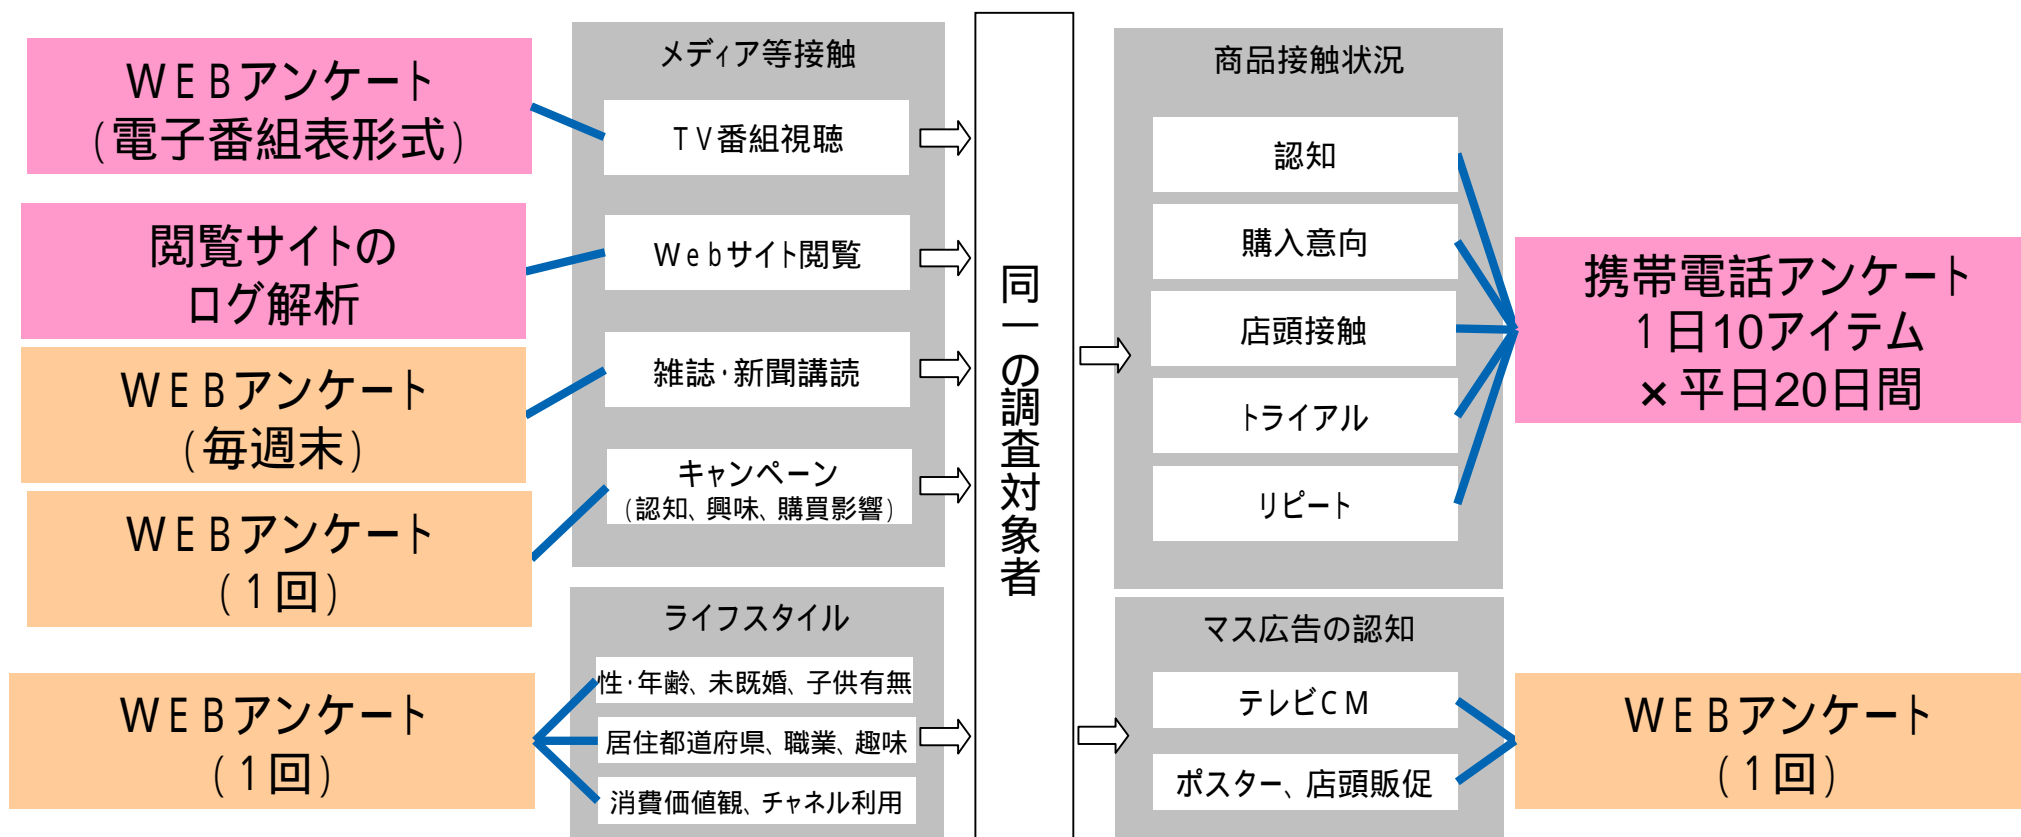 WEBアンケート
(電子番組表形式)
閲覧サイトの
ログ解析
WEBアンケート
(毎週末)
WEBアンケート
(1回)
WEBアンケート
(1回)
メディア等接触
TV番組視聴
Webサイト閲覧
雑誌・新聞講読
キャンペーン
(認知、興味、購買影響)
ライフスタイル
性・年齢、未既婚、子供有無
居住都道府県、職業、趣味
消費価値観、チャネル利用
同一の調査対象者
商品接触状況
認知
購入意向
店頭接触
トライアル
リピート
マス広告の認知
テレビCM
ポスター、店頭販促
携帯電話アンケート
1日10アイテム
×平日20日間
WEBアンケート
(1回)